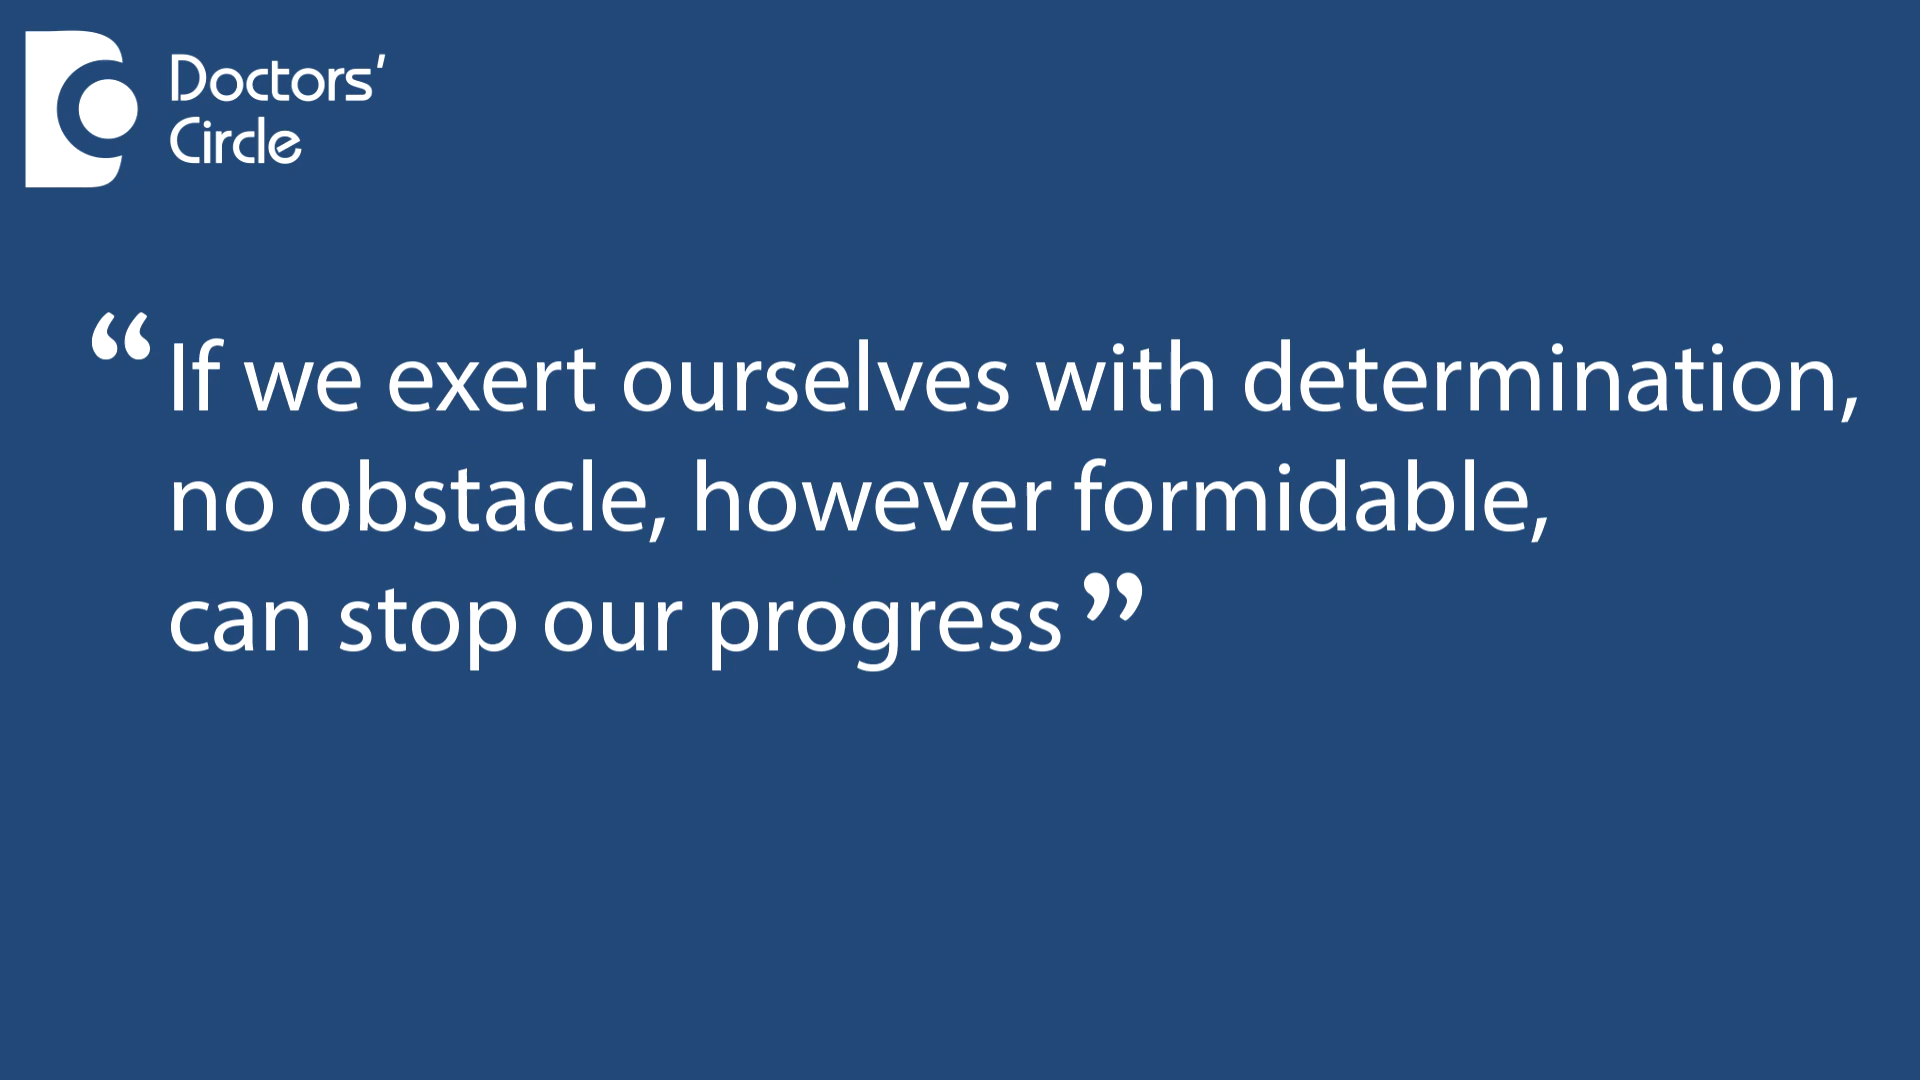 Doctors’
Circle
“If we exert ourselves with determination,
no obstacle, however formidable,
can stop our progress”